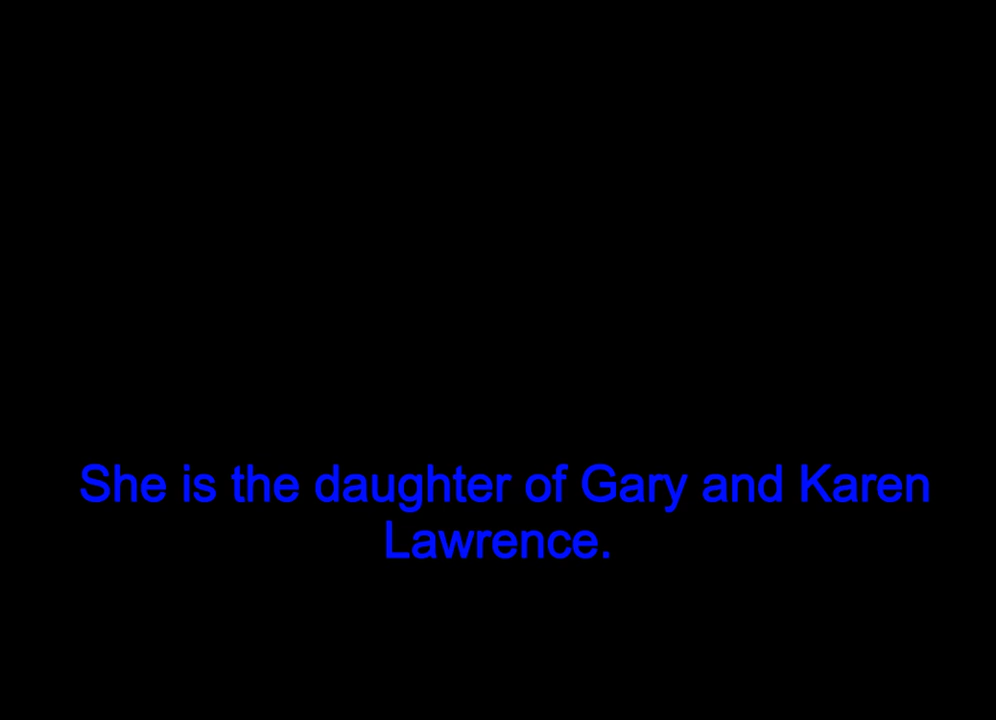 She is the daughter of Gary and Karen
Lawrence.